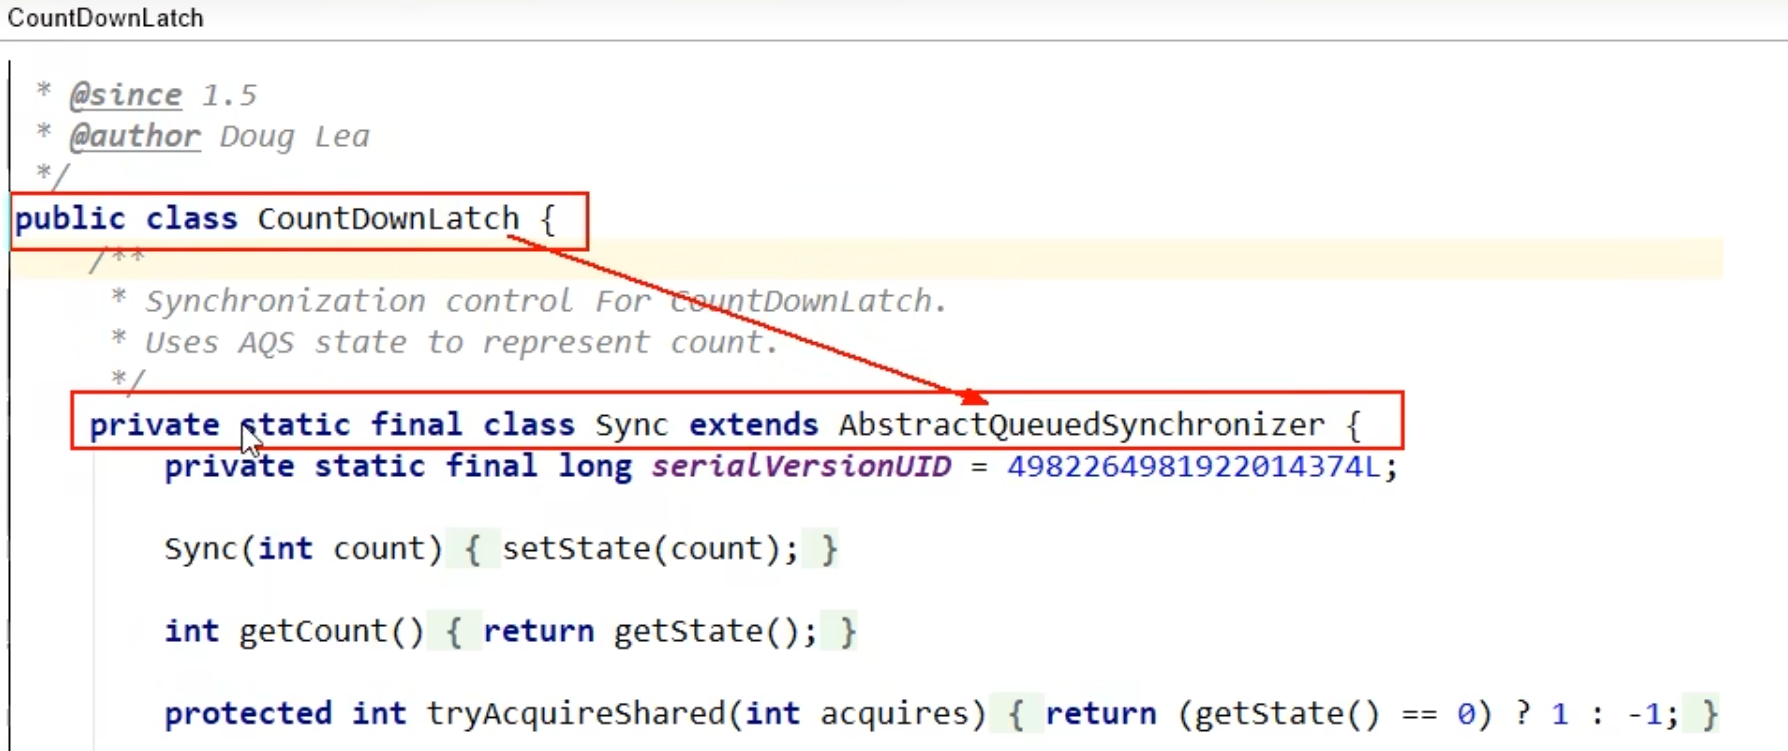 CountDownLatch
* @since 1.5
* @author Doug Lea
*/
public class CountDownLatch {
/**
* Synchronization control For CountDownLatch.
* Uses AQS state to represent count.
*/
private static final class Sync extends AbstractQueuedSynchronizer {
private static final long serialVersionUID = 4982264981922014374L;
Sync(int count) { setState(count); }
int getCount() { return getState(); }
protected int tryAcquireShared(int acquires) { return (getState() == 0) ? 1 : -1; }